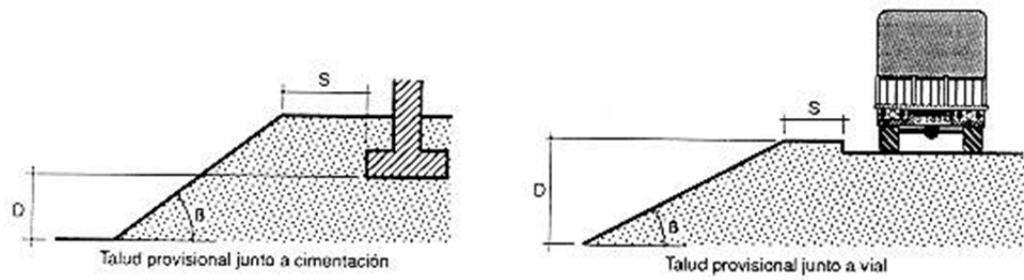 S
D
β
Talud provisional junto a cimentación
S
D
β
Talud provisional junto a vial